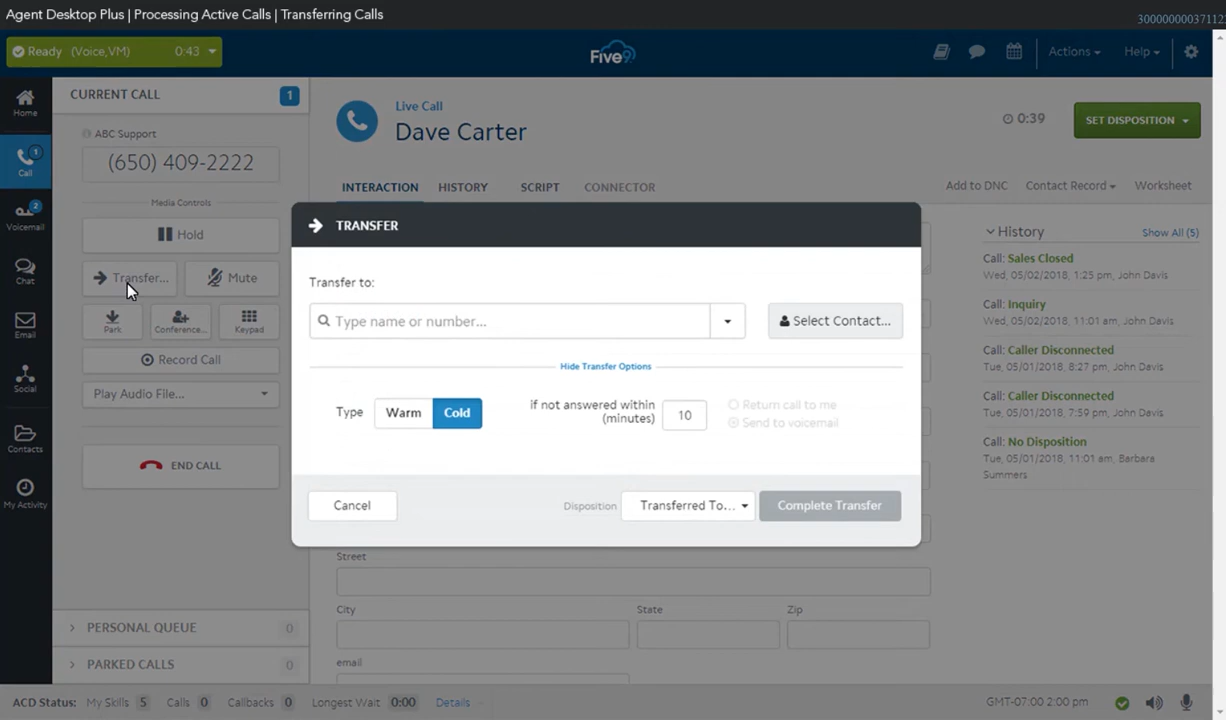 Agent Desktop Plus | Processing Active Calls | Transferring Calls
Ready (Voice,VM) 0:43
Five9
Actions
Help
Home
Call
1
Voicemail
2
Chat
Email
Social
Contacts
My Activity
CURRENT CALL 1
ABC Support
(650) 409-2222
Media Controls
Hold
Transfer... Mute
Park Conference... Keypad
Record Call
Play Audio File...
END CALL
PERSONAL QUEUE 0
PARKED CALLS 0
Live Call
Dave Carter
0:39
SET DISPOSITION
INTERACTION HISTORY SCRIPT CONNECTOR
Add to DNC Contact Record Worksheet
TRANSFER
Transfer to:
Type name or number...
Select Contact...
Hide Transfer Options
Type Warm Cold
if not answered within
(minutes)
10
Return call to me
Send to voicemail
Cancel
Disposition Transferred To...
Complete Transfer
Street
City State Zip
email
History Show All (5)
Call: Sales Closed
Wed, 05/02/2018, 1:25 pm, John Davis
Call: Inquiry
Wed, 05/02/2018, 11:01 am, John Davis
Call: Caller Disconnected
Tue, 05/01/2018, 8:27 pm, John Davis
Call: Caller Disconnected
Tue, 05/01/2018, 7:59 pm, John Davis
Call: No Disposition
Tue, 05/01/2018, 11:01 am, Barbara
Summers
ACD Status: My Skills 5 Calls 0 Callbacks 0 Longest Wait 0:00 Details
GMT-07:00 2:00 pm